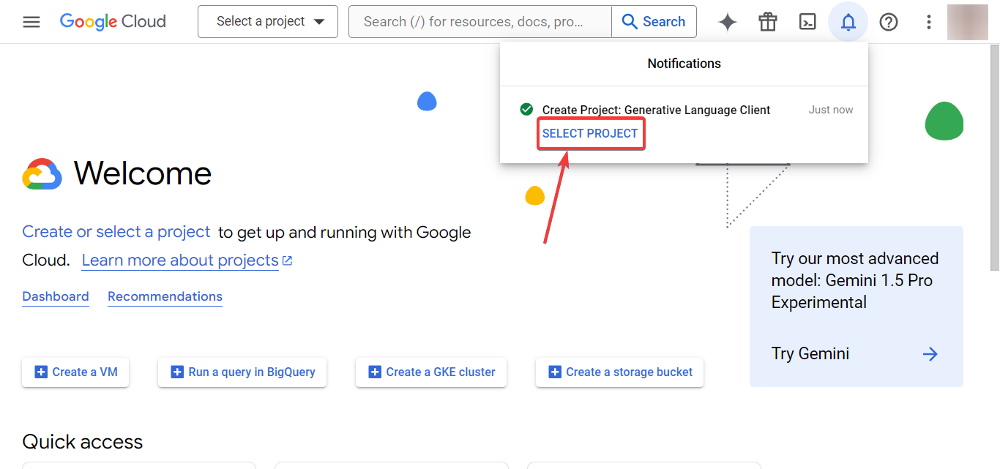 Google Cloud
Select a project
Search (/) for resources, docs, pro...
Search
Notifications
Create Project: Generative Language Client
Just now
SELECT PROJECT
Welcome
Create or select a project to get up and running with Google
Cloud. Learn more about projects
Dashboard
Recommendations
Try our most advanced
model: Gemini 1.5 Pro
Experimental
Try Gemini
Create a VM
Run a query in BigQuery
Create a GKE cluster
Create a storage bucket
Quick access